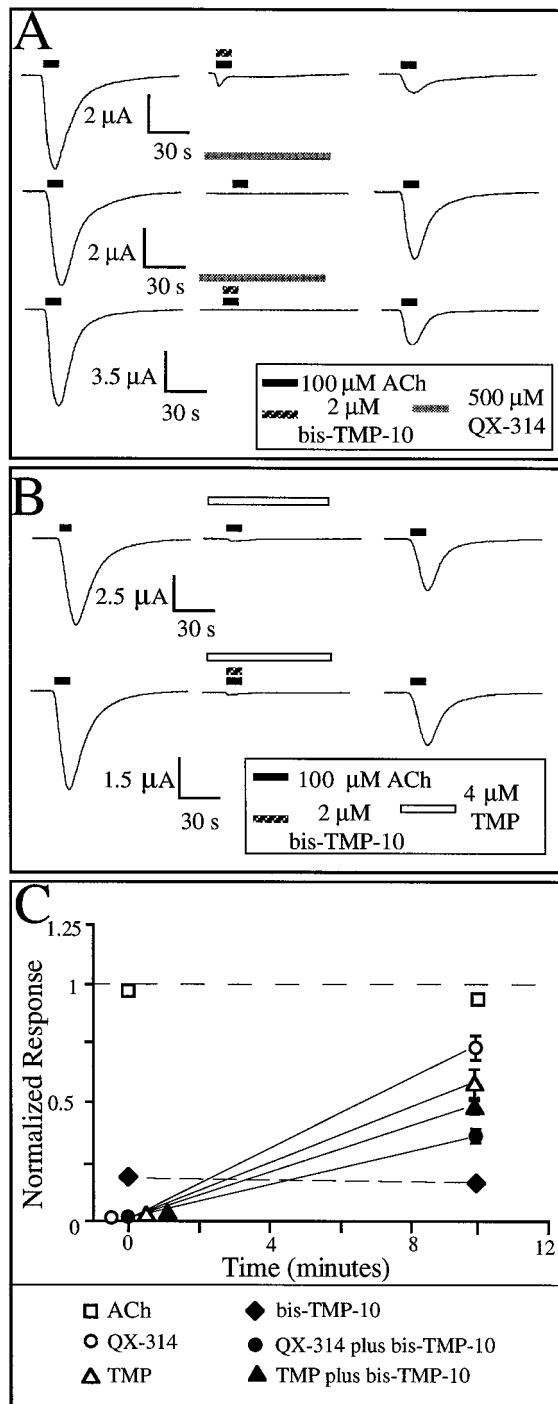 A
2 μA
30 s
2 μA
30 s
3.5 μA
30 s
100 μM ACh
2 μM
bis-TMP-10
500 μM
QX-314
B
2.5 μA
30 s
1.5 μA
30 s
100 μM ACh
2 μM
bis-TMP-10
4 μM
TMP
C
1.25
1
0.5
0
Normalized Response
0
4
8
12
Time (minutes)
ACh
bis-TMP-10
QX-314
QX-314 plus bis-TMP-10
TMP
TMP plus bis-TMP-10